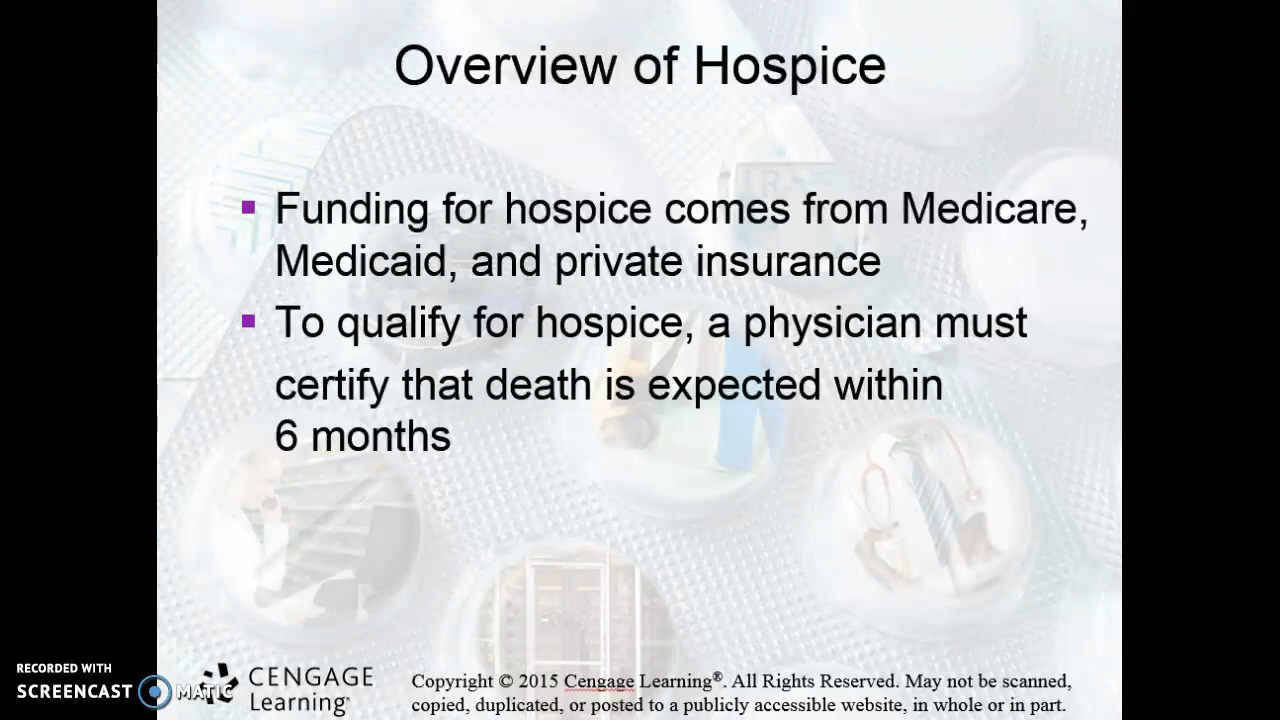 Overview of Hospice
Funding for hospice comes from Medicare,
Medicaid, and private insurance
To qualify for hospice, a physician must
certify that death is expected within
6 months
RECORDED WITH
SCREENCAST MATIC
CENGAGE
Learning®
Copyright © 2015 Cengage Learning®. All Rights Reserved. May not be scanned,
copied, duplicated, or posted to a publicly accessible website, in whole or in part.